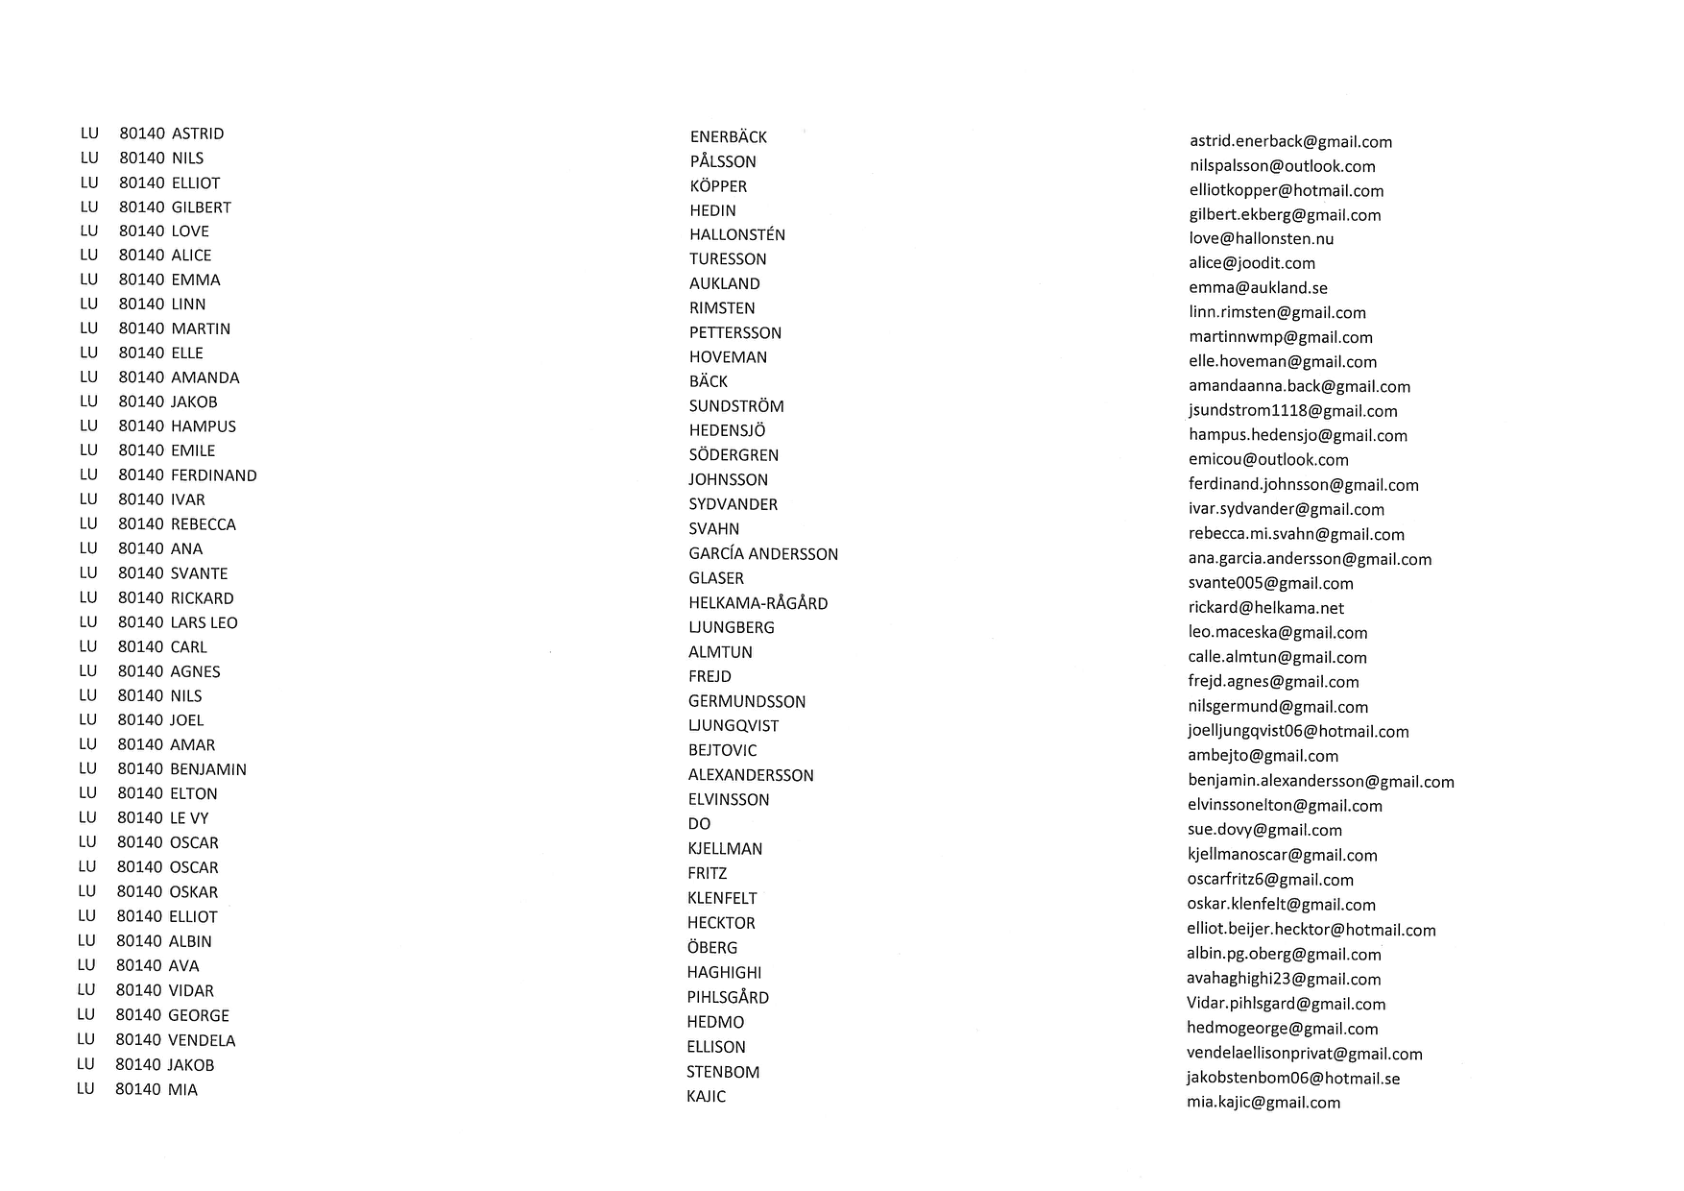 LU 80140 ASTRID ENERBÄCK astrid.enerback@gmail.com
LU 80140 NILS PÅLSSON nilspalsson@outlook.com
LU 80140 ELLIOT KÖPPER elliotkopper@hotmail.com
LU 80140 GILBERT HEDIN gilbert.ekberg@gmail.com
LU 80140 LOVE HALLONSTÉN love@hallonsten.nu
LU 80140 ALICE TURESSON alice@joodit.com
LU 80140 EMMA AUKLAND emma@aukland.se
LU 80140 LINN RIMSTEN linn.rimsten@gmail.com
LU 80140 MARTIN PETTERSSON martinnwmp@gmail.com
LU 80140 ELLE HOVEMAN elle.hoveman@gmail.com
LU 80140 AMANDA BÄCK amandaanna.back@gmail.com
LU 80140 JAKOB SUNDSTRÖM jsundstrom1118@gmail.com
LU 80140 HAMPUS HEDENSJÖ hampus.hedensjo@gmail.com
LU 80140 EMILE SÖDERGREN emicou@outlook.com
LU 80140 FERDINAND JOHNSSON ferdinand.johnsson@gmail.com
LU 80140 IVAR SYDVANDER ivar.sydvander@gmail.com
LU 80140 REBECCA SVAHN rebecca.mi.svahn@gmail.com
LU 80140 ANA GARCÍA ANDERSSON ana.garcia.andersson@gmail.com
LU 80140 SVANTE GLASER svante005@gmail.com
LU 80140 RICKARD HELKAMA-RÅGÅRD rickard@helkama.net
LU 80140 LARS LEO LJUNGBERG leo.maceska@gmail.com
LU 80140 CARL ALMTUN calle.almtun@gmail.com
LU 80140 AGNES FREJD frejd.agnes@gmail.com
LU 80140 NILS GERMUNDSSON nilsgermund@gmail.com
LU 80140 JOEL LJUNGQVIST joelljungqvist06@hotmail.com
LU 80140 AMAR BEJTOVIC ambejto@gmail.com
LU 80140 BENJAMIN ALEXANDERSSON benjamin.alexandersson@gmail.com
LU 80140 ELTON ELVINSSON elvinssonelton@gmail.com
LU 80140 LE VY DO sue.dovy@gmail.com
LU 80140 OSCAR KJELLMAN kjellmanoscar@gmail.com
LU 80140 OSCAR FRITZ oscarfritz6@gmail.com
LU 80140 OSKAR KLENFELT oskar.klenfelt@gmail.com
LU 80140 ELLIOT HECKTOR elliot.beijer.hecktor@hotmail.com
LU 80140 ALBIN ÖBERG albin.pg.oberg@gmail.com
LU 80140 AVA HAGHIGHI avahaghighi23@gmail.com
LU 80140 VIDAR PIHLSGÅRD Vidar.pihlsgard@gmail.com
LU 80140 GEORGE HEDMO hedmogeorge@gmail.com
LU 80140 VENDELA ELLISON vendelaellisonprivat@gmail.com
LU 80140 JAKOB STENBOM jakobstenbom06@hotmail.se
LU 80140 MIA KAJIC mia.kajic@gmail.com